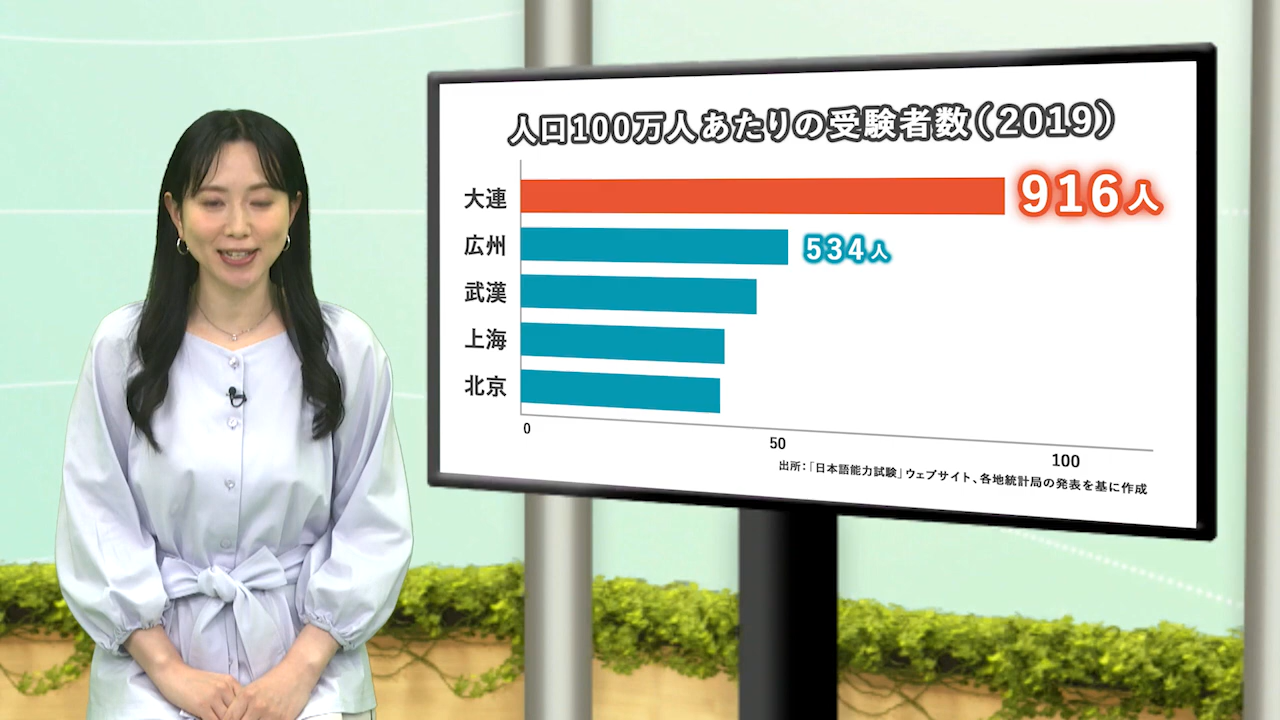 人口100万人あたりの受験者数（2019）
大連
916人
広州
534人
武漢
上海
北京
0
50
100
出所：「日本語能力試験」ウェブサイト、各地統計局の発表を基に作成